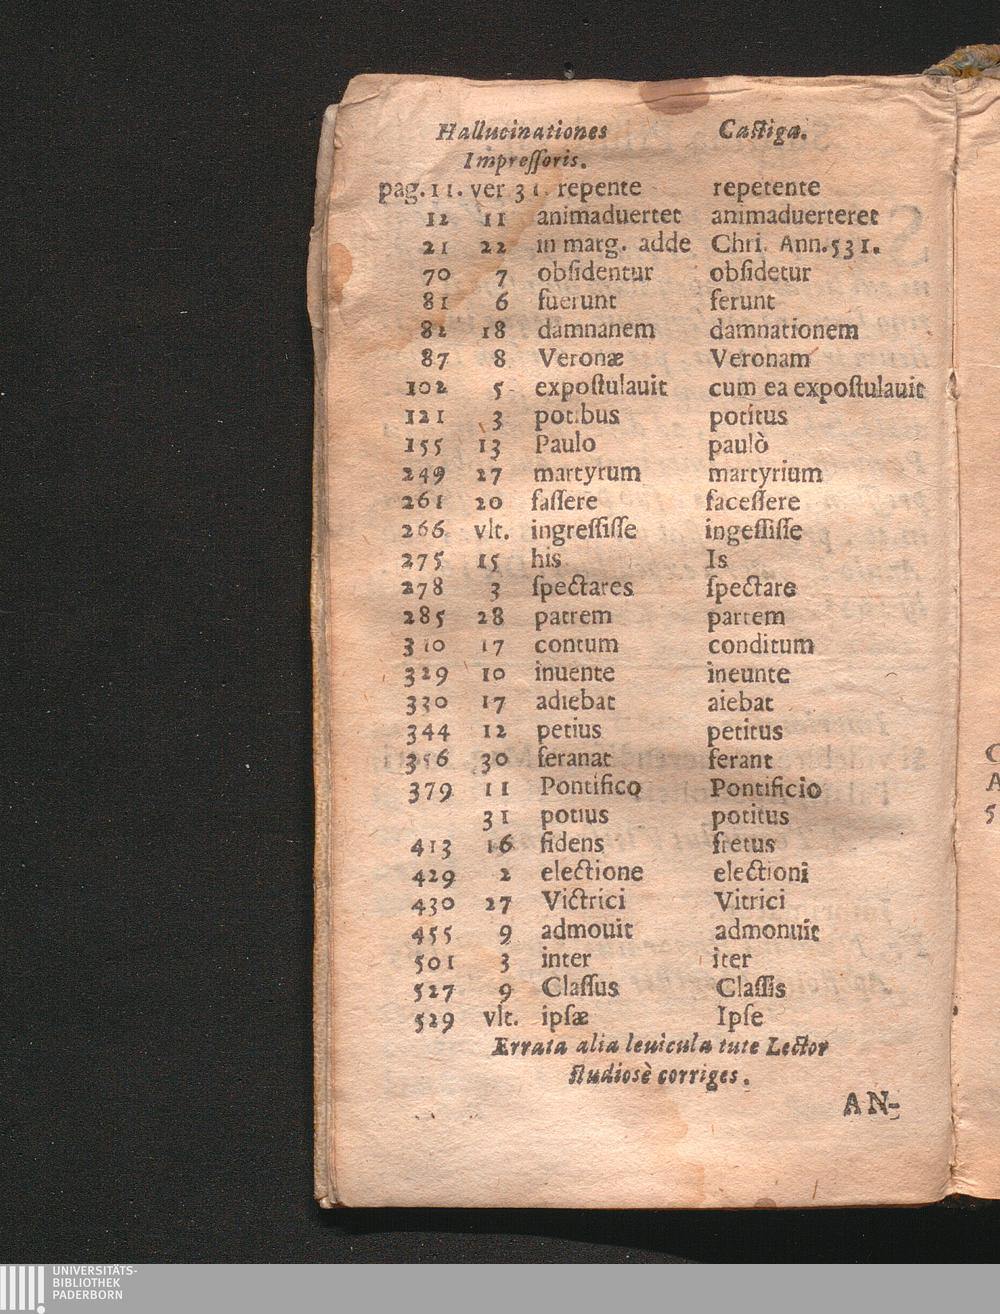 Hallucinationes Castiga.
Impressoris.
pag. 11. ver 31. repente repetente
12 11 animaduertet animaduerteret
21 22 in marg. adde Chri. Ann. 531.
70 7 obsidentur obsidetur
81 6 fuerunt ferunt
82 18 damnanem damnationem
87 8 Veronæ Veronam
102 5 expostulauit cum ea expostulauit
121 3 pot.bus potitus
155 13 Paulo paulò
249 27 martyrum martyrium
261 20 fassere facessere
266 vlt. ingressisse ingessisse
275 15 his Is
278 3 spectares spectare
285 28 patrem partem
310 17 contum conditum
329 10 inuente ineunte
330 17 adiebat aiebat
344 12 petius petitus
356 30 feranat ferant
379 11 Pontifico Pontificio
31 potius potitus
413 16 fidens fretus
429 2 electione electioni
430 27 Victrici Vitrici
455 9 admouit admonuit
501 3 inter iter
527 9 Classus Classis
529 vlt. ipsæ Ipse
Errata alia leuicula tute Lector
studiosè corriges.
AN-
C
A
5
UNIVERSITÄTS-
BIBLIOTHEK
PADERBORN